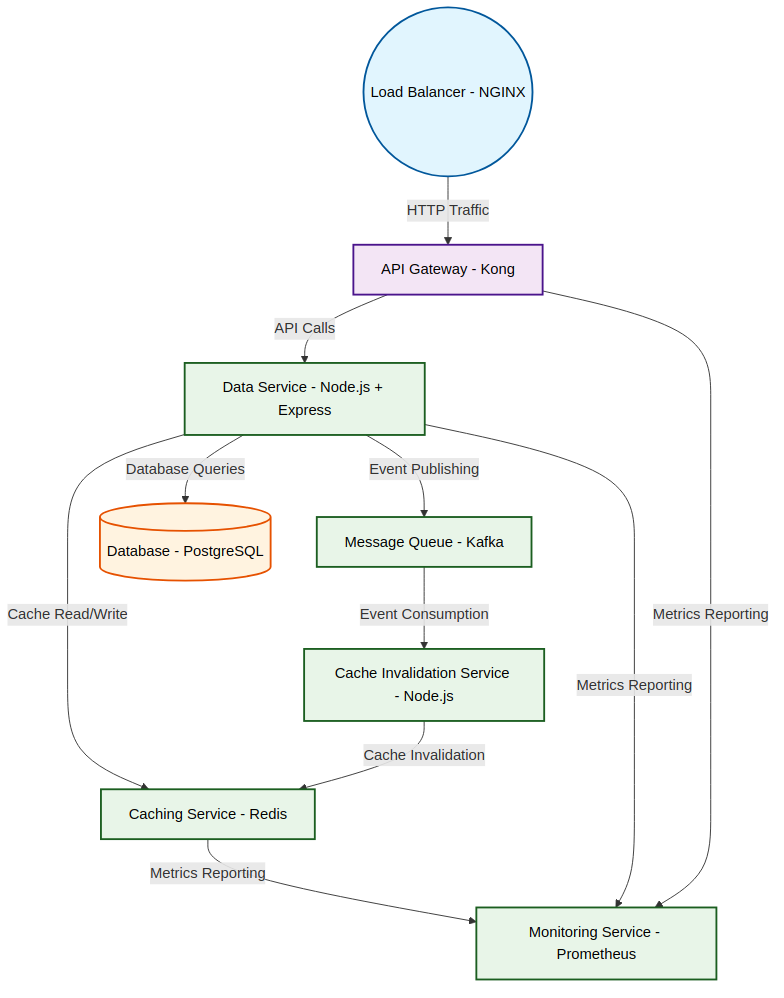 Load Balancer - NGINX
HTTP Traffic
API Gateway - Kong
API Calls
Data Service - Node.js +
Express
Database Queries
Event Publishing
Database - PostgreSQL
Message Queue - Kafka
Cache Read/Write
Event Consumption
Metrics Reporting
Cache Invalidation Service
- Node.js
Metrics Reporting
Cache Invalidation
Caching Service - Redis
Metrics Reporting
Monitoring Service -
Prometheus